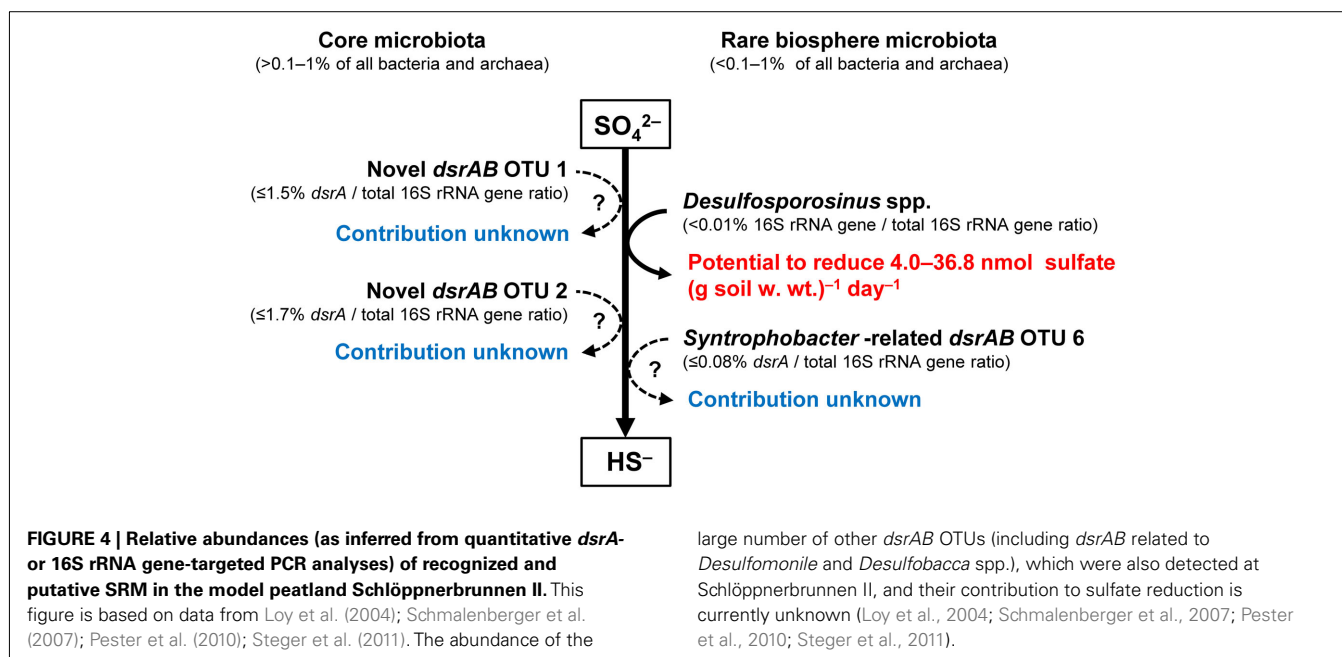 Core microbiota
(>0.1–1% of all bacteria and archaea)
Rare biosphere microbiota
(<0.1–1% of all bacteria and archaea)
SO₄²⁻
Novel dsrAB OTU 1
(≤1.5% dsrA / total 16S rRNA gene ratio)
?
Contribution unknown
Desulfosporosinus spp.
(<0.01% 16S rRNA gene / total 16S rRNA gene ratio)
Potential to reduce 4.0–36.8 nmol sulfate
(g soil w. wt.)⁻¹ day⁻¹
Novel dsrAB OTU 2
(≤1.7% dsrA / total 16S rRNA gene ratio)
?
Contribution unknown
Syntrophobacter -related dsrAB OTU 6
(≤0.08% dsrA / total 16S rRNA gene ratio)
?
Contribution unknown
HS⁻
FIGURE 4 | Relative abundances (as inferred from quantitative dsrA-
or 16S rRNA gene-targeted PCR analyses) of recognized and
putative SRM in the model peatland Schlöppnerbrunnen II. This
figure is based on data from Loy et al. (2004); Schmalenberger et al.
(2007); Pester et al. (2010); Steger et al. (2011). The abundance of the
large number of other dsrAB OTUs (including dsrAB related to
Desulfomonile and Desulfobacca spp.), which were also detected at
Schlöppnerbrunnen II, and their contribution to sulfate reduction is
currently unknown (Loy et al., 2004; Schmalenberger et al., 2007; Pester
et al., 2010; Steger et al., 2011).